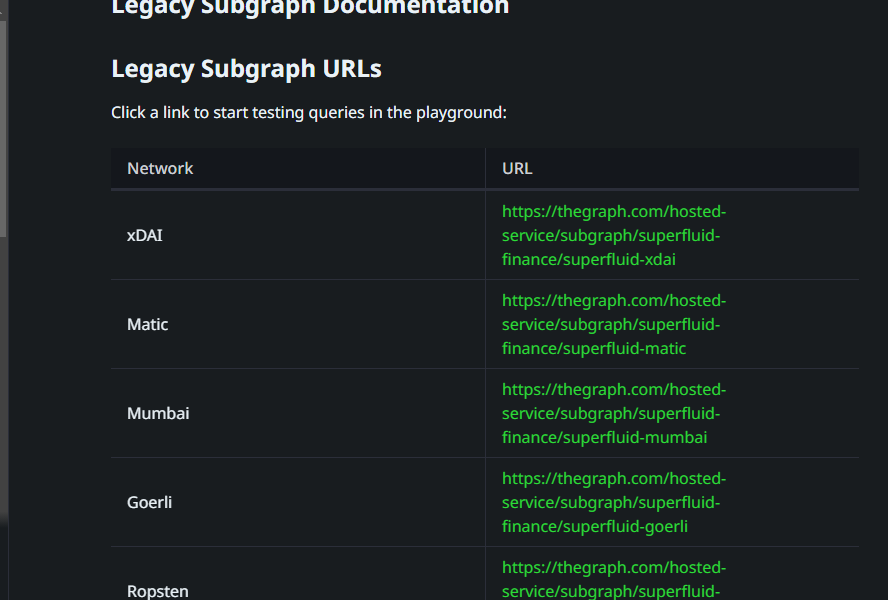 Legacy Subgraph Documentation
Legacy Subgraph URLs
Click a link to start testing queries in the playground:
Network URL
xDAI
https://thegraph.com/hosted-
service/subgraph/superfluid-
finance/superfluid-xdai
Matic
https://thegraph.com/hosted-
service/subgraph/superfluid-
finance/superfluid-matic
Mumbai
https://thegraph.com/hosted-
service/subgraph/superfluid-
finance/superfluid-mumbai
Goerli
https://thegraph.com/hosted-
service/subgraph/superfluid-
finance/superfluid-goerli
Ropsten
https://thegraph.com/hosted-
service/subgraph/superfluid-